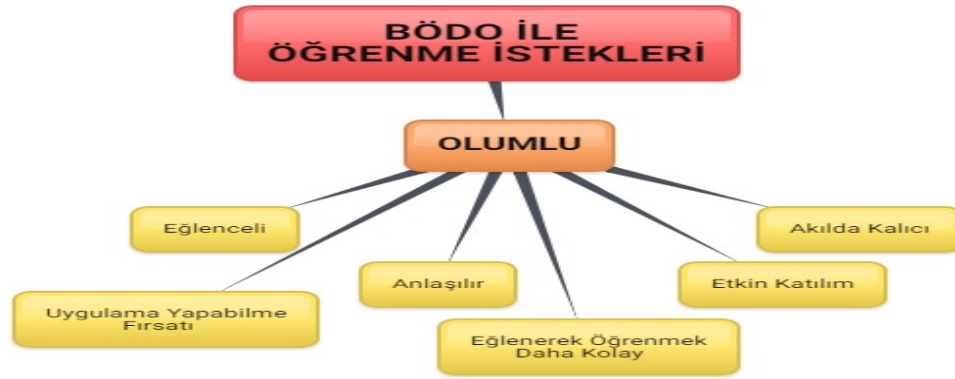 BÖDO İLE
ÖĞRENME İSTEKLERİ
OLUMLU
Eğlenceli
Akılda Kalıcı
Anlaşılır
Etkin Katılım
Uygulama Yapabilme
Fırsatı
Eğlenerek Öğrenmek
Daha Kolay